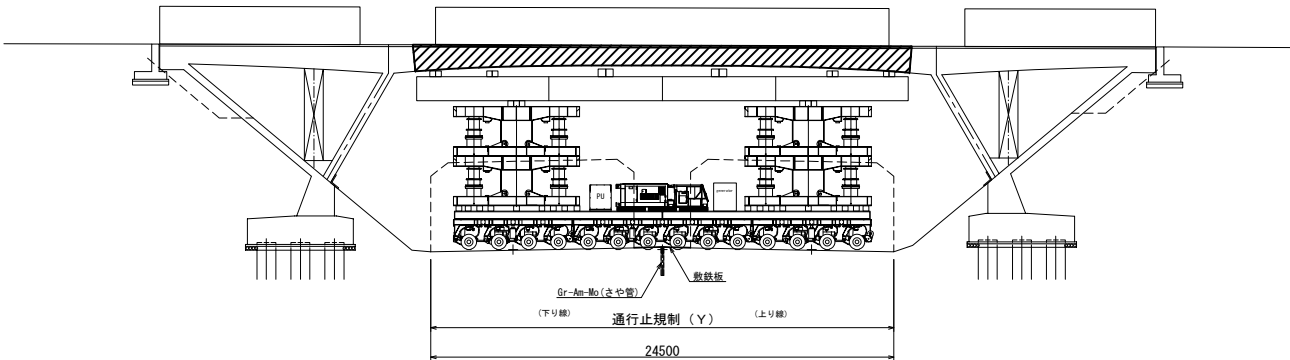 PU
generator
敷鉄板
Gr-Am-Mo(さや管)
(下り線)
通行止規制 (Y)
(上り線)
24500